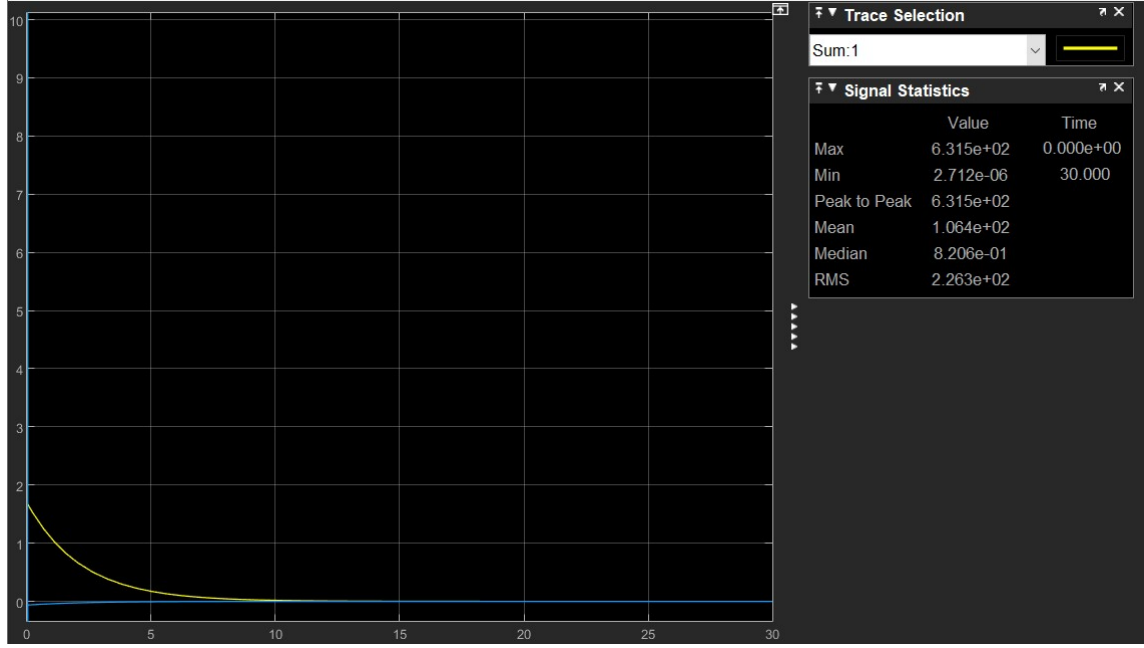 10
9
8
7
6
5
4
3
2
1
0
0 5 10 15 20 25 30
Trace Selection
Sum:1
Signal Statistics
Value Time
Max 6.315e+02 0.000e+00
Min 2.712e-06 30.000
Peak to Peak 6.315e+02
Mean 1.064e+02
Median 8.206e-01
RMS 2.263e+02